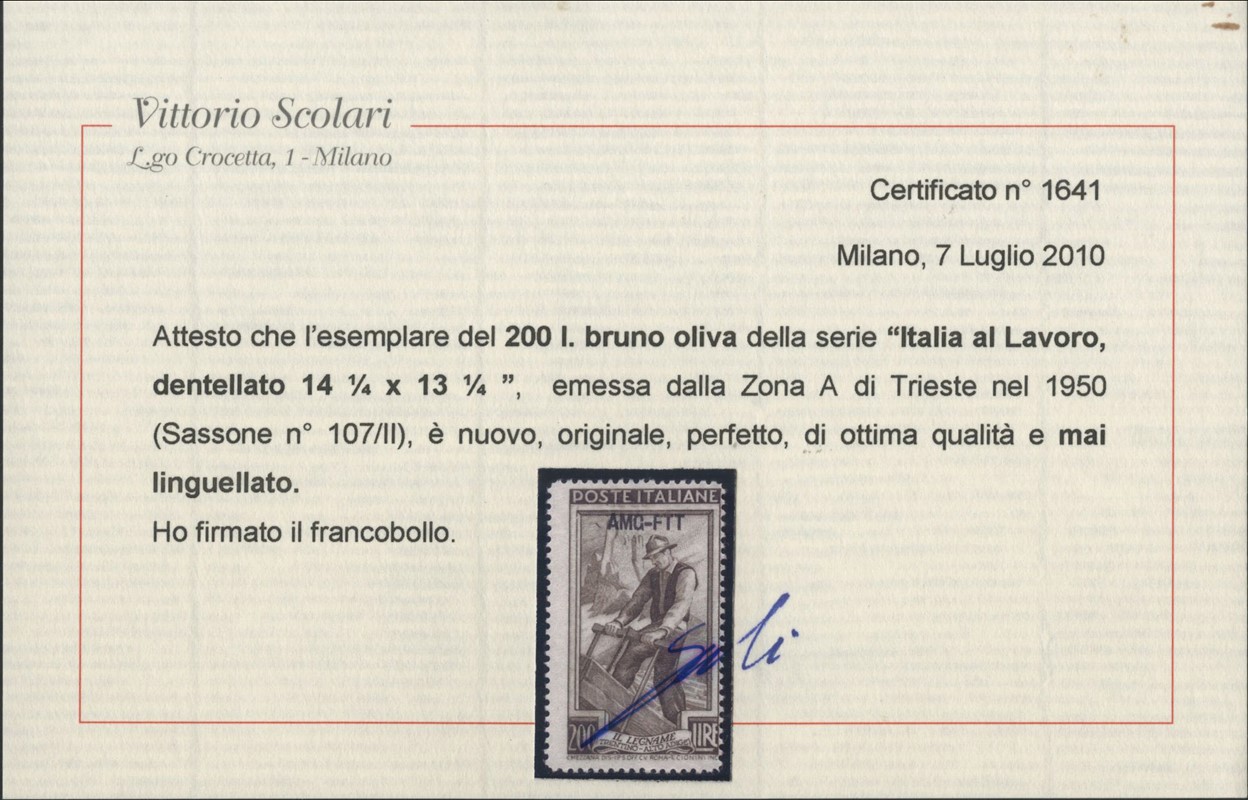 Vittorio Scolari
L.go Crocetta, 1 - Milano
Certificato n° 1641
Milano, 7 Luglio 2010
Attesto che l'esemplare del 200 l. bruno oliva della serie “Italia al Lavoro,
dentellato 14 ¼ x 13 ¼ ”, emessa dalla Zona A di Trieste nel 1950
(Sassone n° 107/II), è nuovo, originale, perfetto, di ottima qualità e mai
linguellato.
Ho firmato il francobollo.
POSTE ITALIANE
AMG-FTT
200 IL LEGNAME LIRE